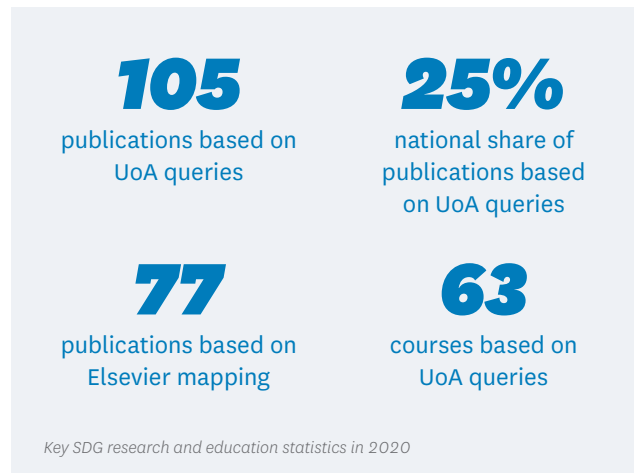 105
publications based on
UoA queries
25%
national share of
publications based
on UoA queries
77
publications based on
Elsevier mapping
63
courses based on
UoA queries
Key SDG research and education statistics in 2020